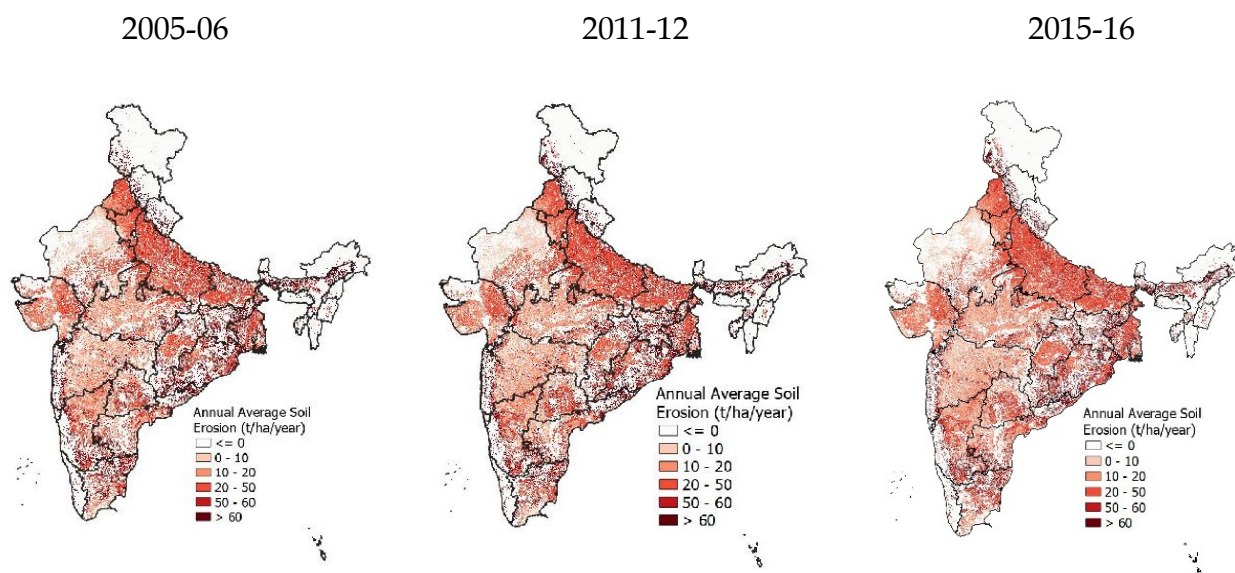 2005-06
2011-12
2015-16
Annual Average Soil
Erosion (t/ha/year)
<= 0
0 - 10
10 - 20
20 - 50
50 - 60
> 60
Annual Average Soil
Erosion (t/ha/year)
<= 0
0 - 10
10 - 20
20 - 50
50 - 60
> 60
Annual Average Soil
Erosion (t/ha/year)
<= 0
0 - 10
10 - 20
20 - 50
50 - 60
> 60